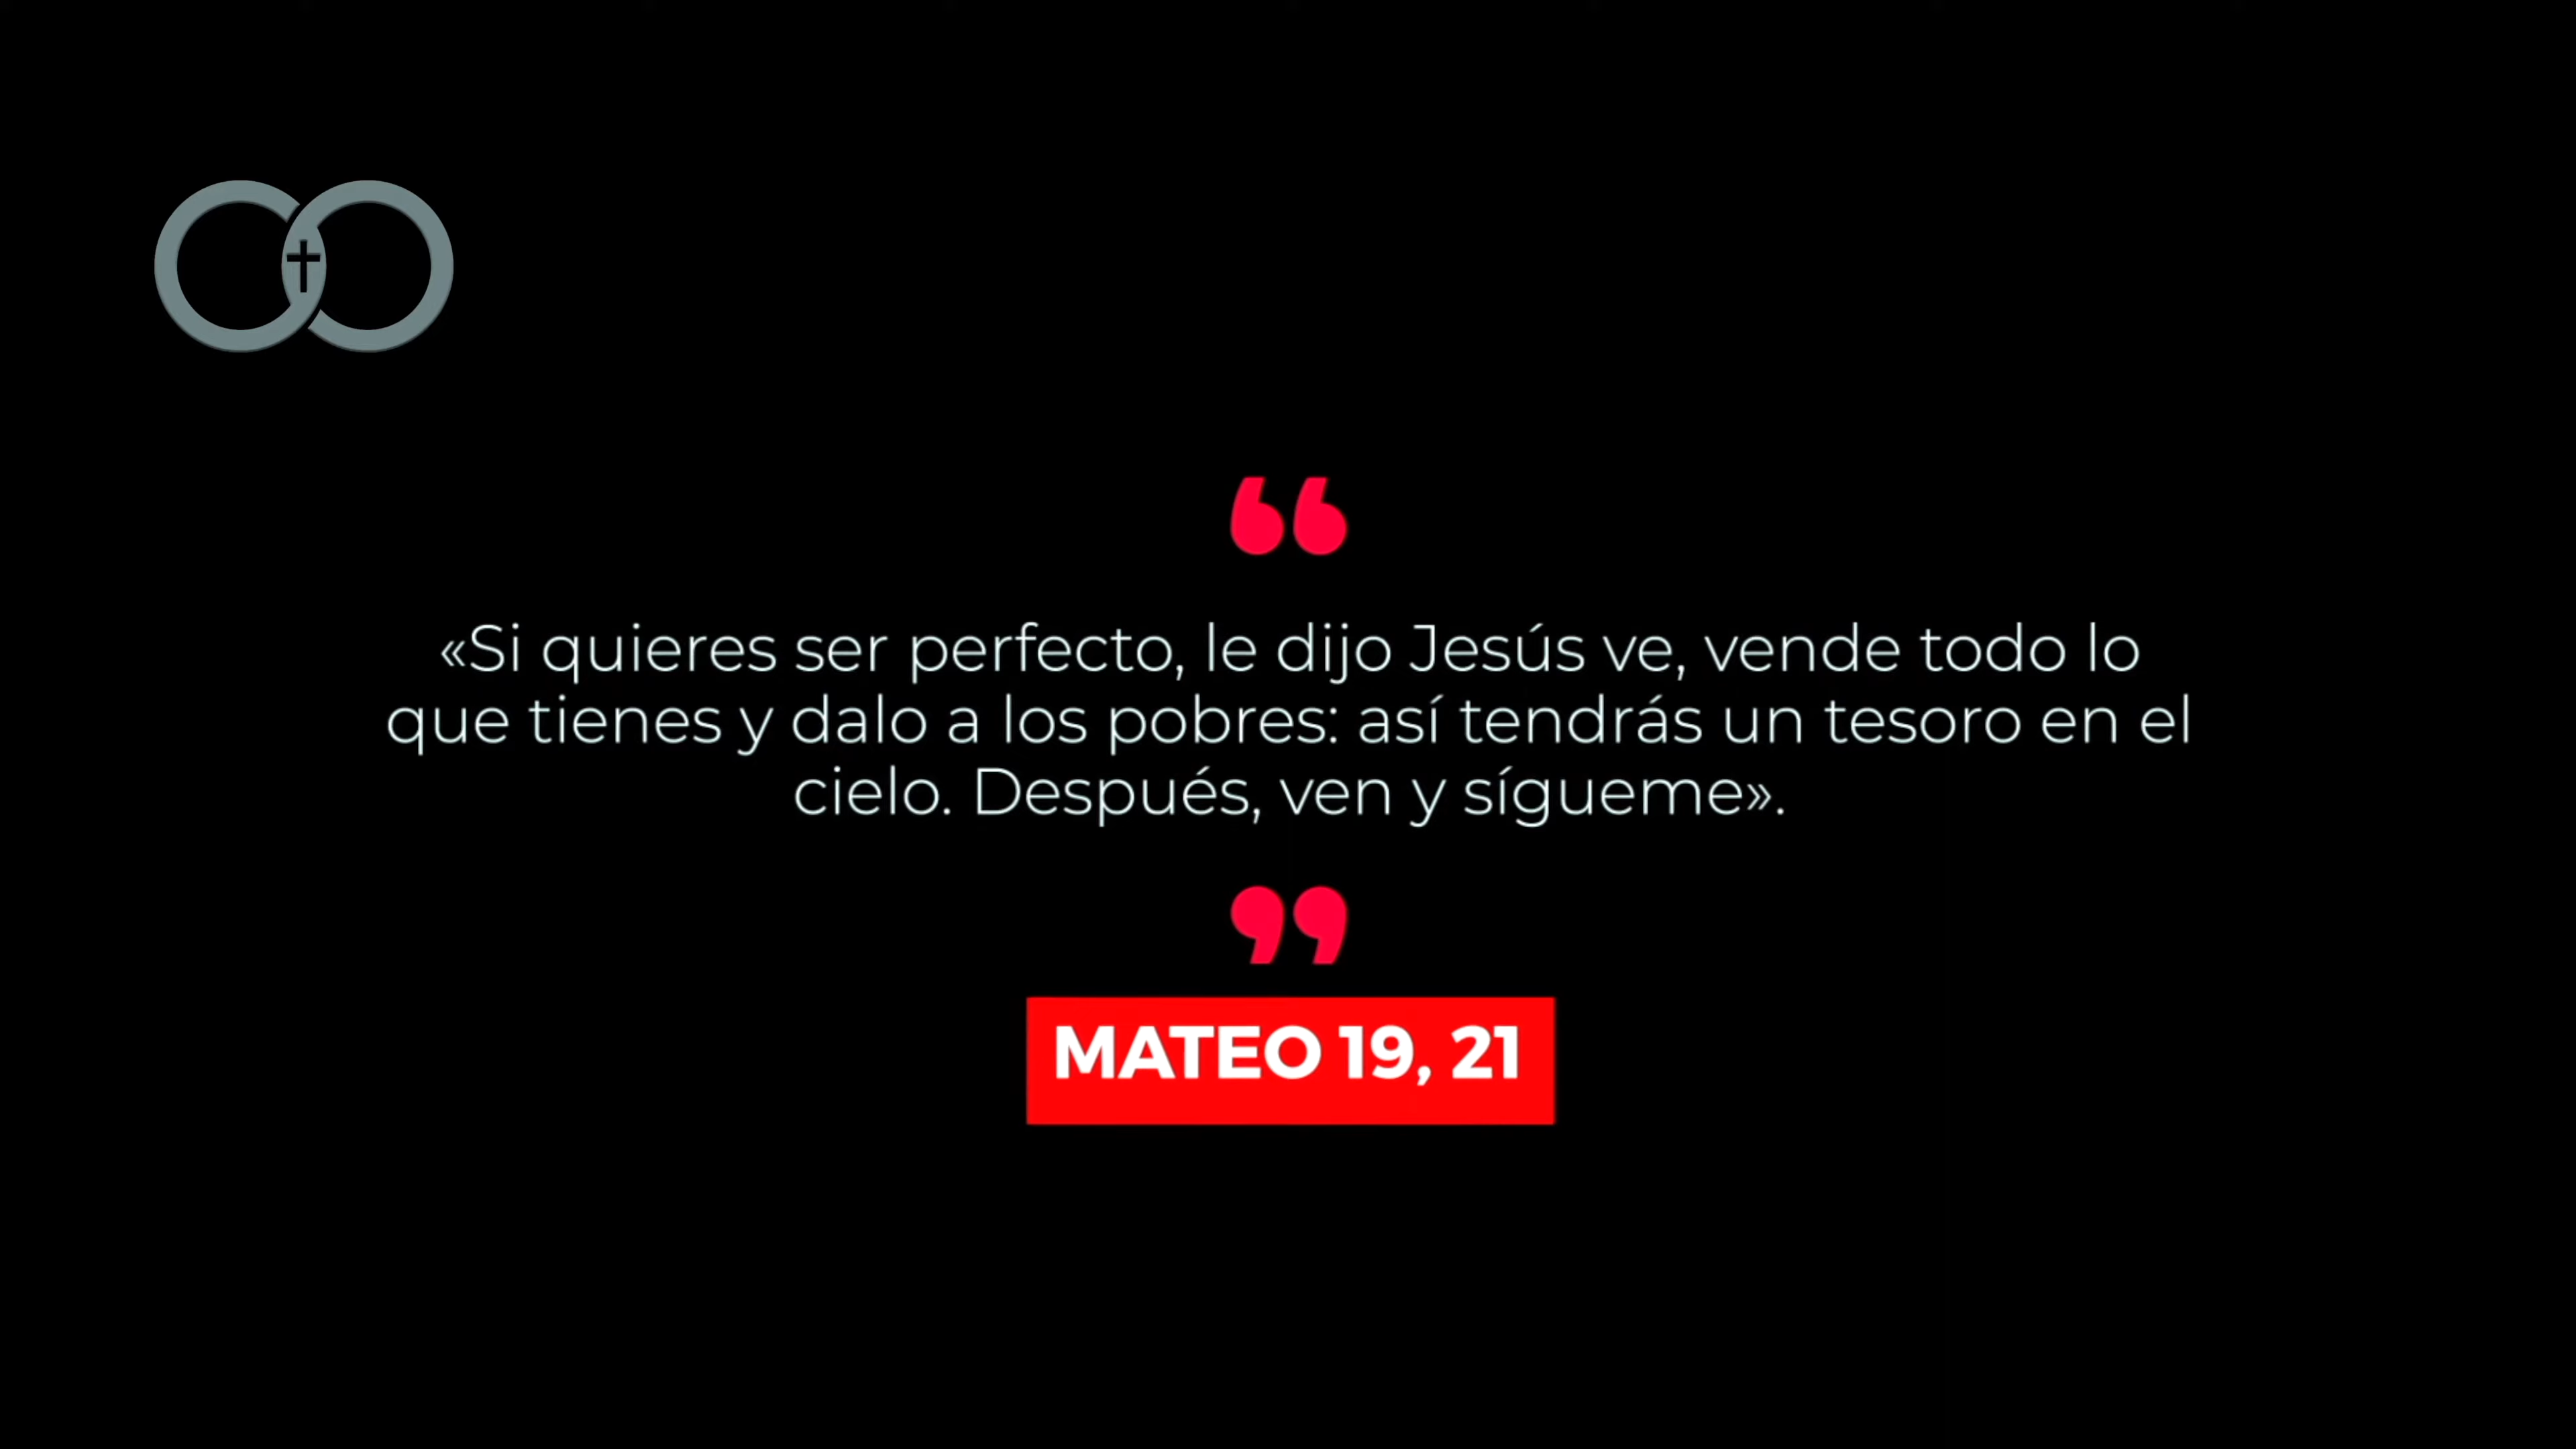 “
«Si quieres ser perfecto, le dijo Jesús ve, vende todo lo
que tienes y dalo a los pobres: así tendrás un tesoro en el
cielo. Después, ven y sígueme».
”
MATEO 19, 21